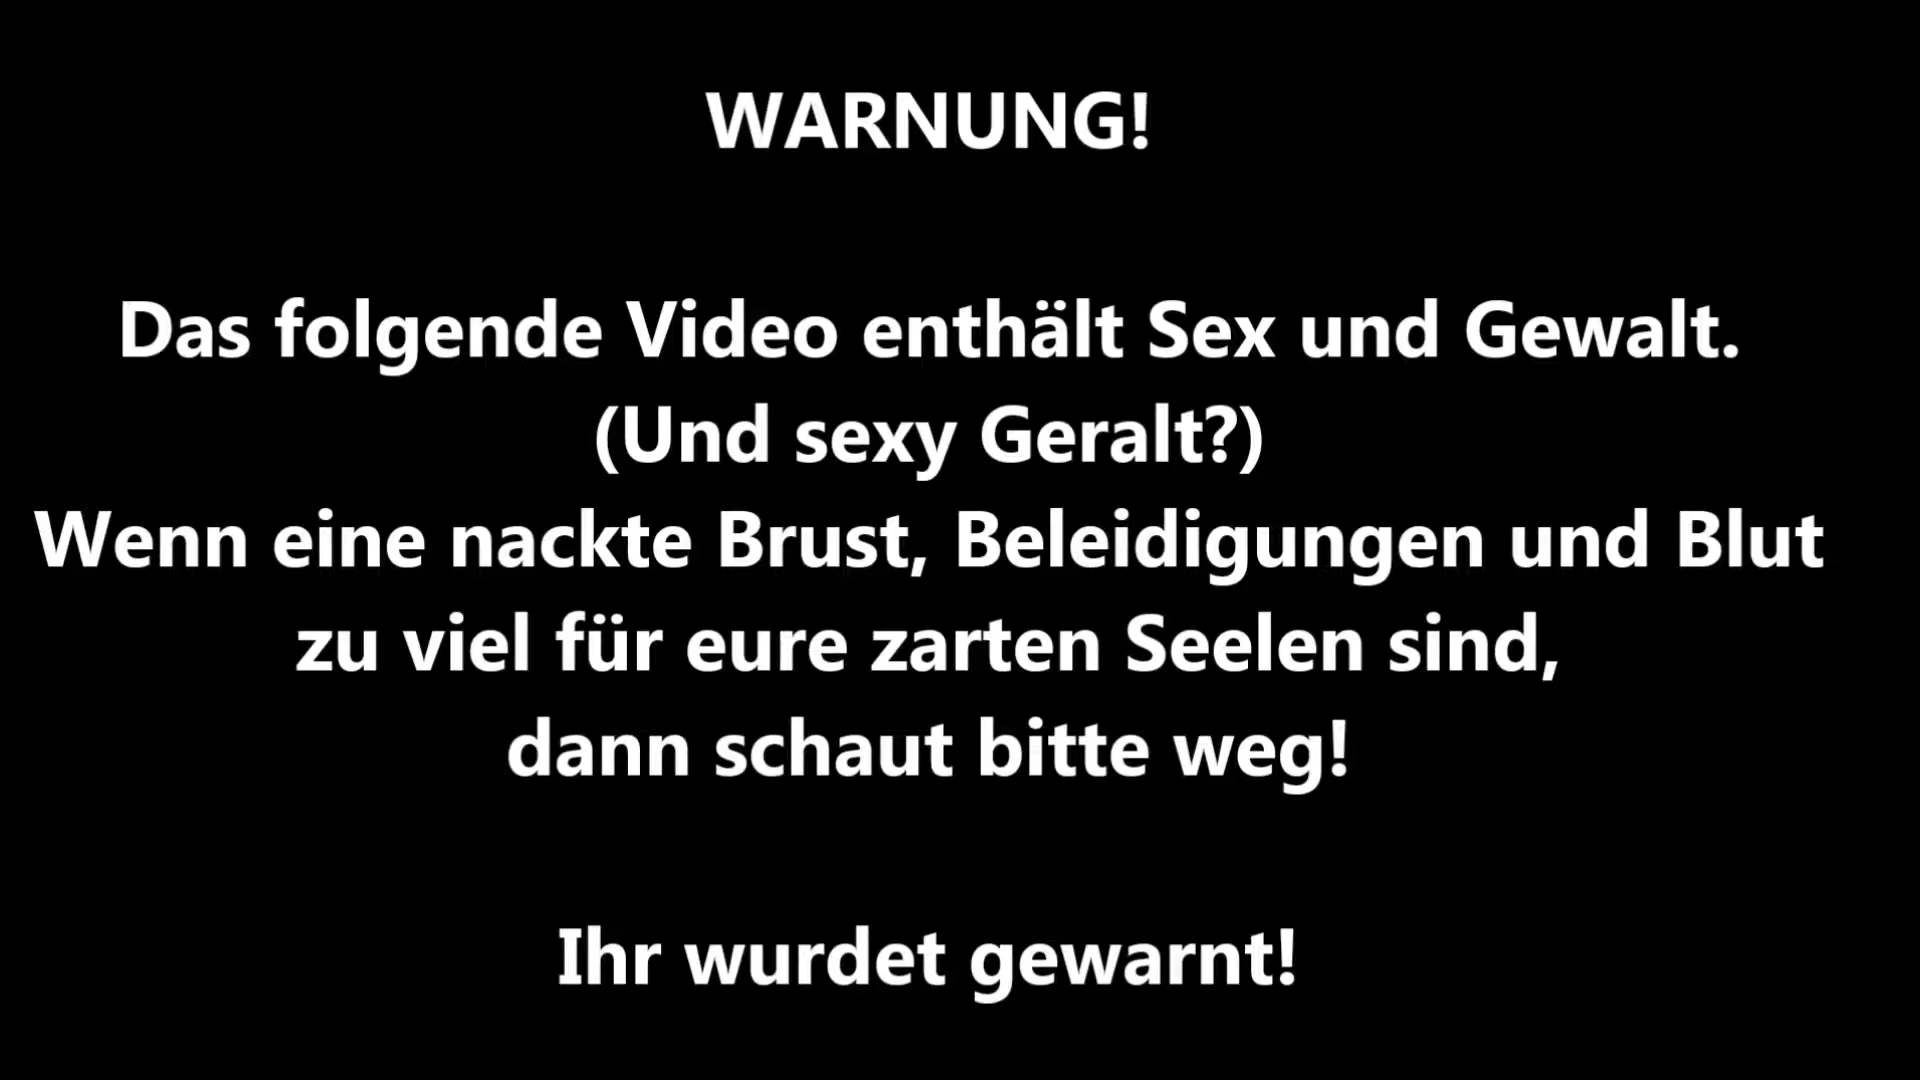 WARNUNG!
Das folgende Video enthält Sex und Gewalt.
(Und sexy Geralt?)
Wenn eine nackte Brust, Beleidigungen und Blut
zu viel für eure zarten Seelen sind,
dann schaut bitte weg!
Ihr wurdet gewarnt!